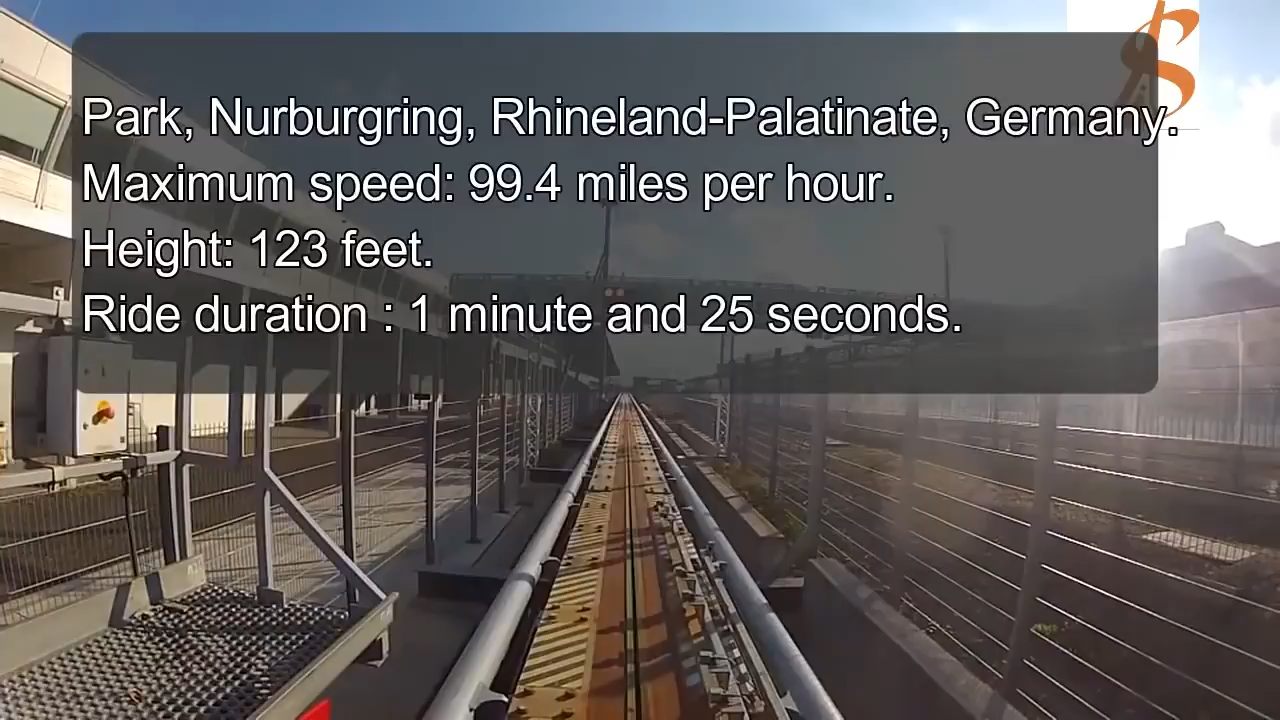 Park, Nurburgring, Rhineland-Palatinate, Germany.
Maximum speed: 99.4 miles per hour.
Height: 123 feet.
Ride duration : 1 minute and 25 seconds.